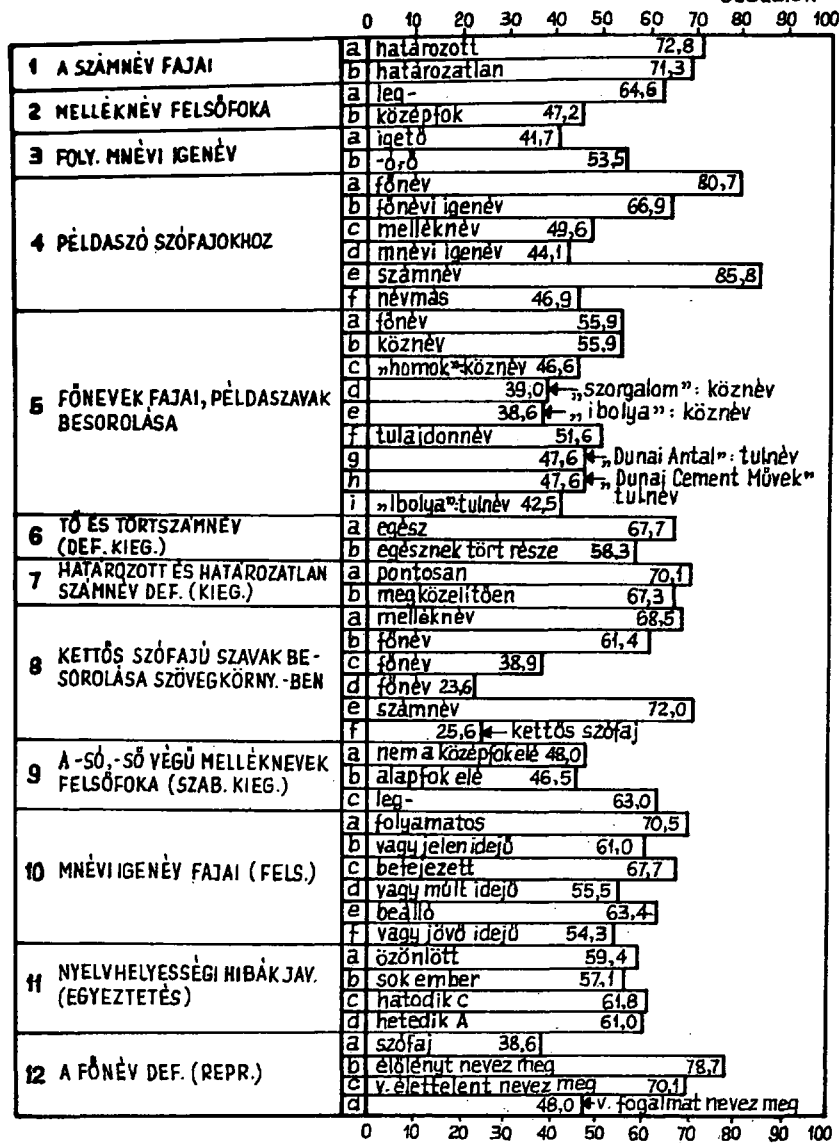 0 10 20 30 40 50 60 70 80 90 100
1 A SZÁMNÉV FAJAI
a határozott 72,8
b határozatlan 71,3
2 MELLÉKNÉV FELSŐFOKA
a leg- 64,6
b középfok 47,2
3 FOLY. MNÉVI IGENÉV
a igető 41,7
b -ó,-ő 53,5
4 PÉLDASZÓ SZÓFAJOKHOZ
a főnév 80,7
b főnévi igenév 66,9
c melléknév 49,6
d mnévi igenév 44,1
e számnév 85,8
f névmás 46,9
5 FŐNEVEK FAJAI, PÉLDASZAVAK
BESOROLÁSA
a főnév 55,9
b köznév 55,9
c „homok”-köznév 46,6
d 39,0 „szorgalom”: köznév
e 38,6 „ibolya”: köznév
f tulajdonnév 51,6
g 47,6 „Dunai Antal”: tulnév
h 47,6 „Dunai Cement Művek”
tulnév
i „Ibolya”:tulnév 42,5
6 TŐ ÉS TÖRTSZÁMNÉV
(DEF. KIEG.)
a egész 67,7
b egésznek tört része 58,3
7 HATÁROZOTT ÉS HATÁROZATLAN
SZÁMNÉV DEF. (KIEG.)
a pontosan 70,1
b megközelítően 67,3
8 KETTŐS SZÓFAJÚ SZAVAK BE-
SOROLÁSA SZÖVEGKÖRNY.-BEN
a melléknév 68,5
b főnév 61,4
c főnév 38,9
d főnév 23,6
e számnév 72,0
f 25,6 kettős szófaj
9 A -SÓ,-SŐ VÉGŰ MELLÉKNEVEK
FELSŐFOKA (SZAB. KIEG.)
a nem a középfok elé 48,0
b alapfok elé 46,5
c leg- 63,0
10 MNÉVI IGENÉV FAJAI (FELS.)
a folyamatos 70,5
b vagy jelen idejű 61,0
c befejezett 67,7
d vagy múlt idejű 55,5
e beálló 63,4
f vagy jövő idejű 54,3
11 NYELVHELYESSÉGI HIBÁK JAV.
(EGYEZTETÉS)
a özönlött 59,4
b sok ember 57,1
c hatodik C 61,8
d hetedik A 61,0
12 A FŐNÉV DEF. (REPR.)
a szófaj 38,6
b élőlényt nevez meg 78,7
c v. élettelent nevez meg 70,1
d 48,0 v. fogalmat nevez meg
0 10 20 30 40 50 60 70 80 90 100